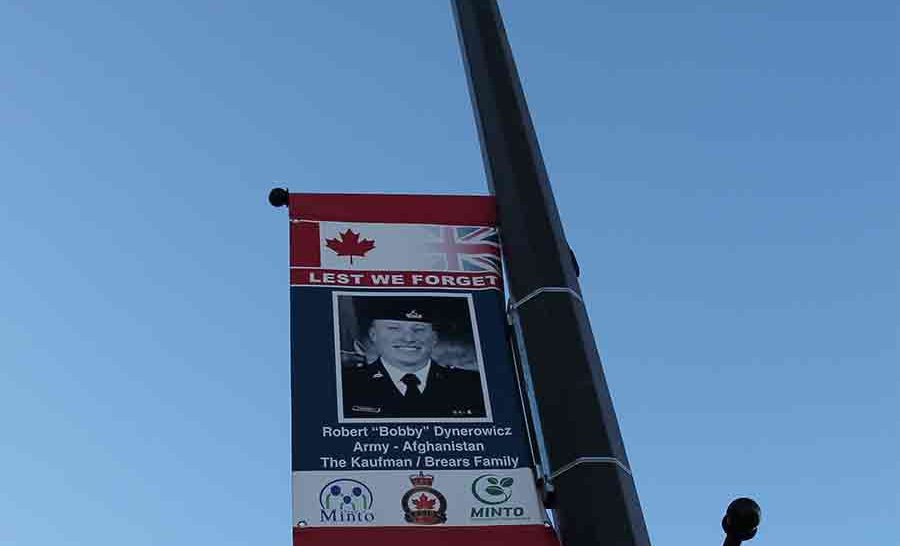 LEST WE FORGET
Robert "Bobby" Dynerowicz
Army - Afghanistan
The Kaufman / Brears Family
Minto
MINTO